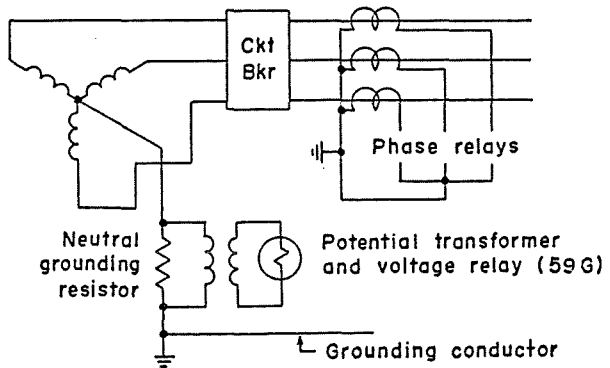 Ckt
Bkr
Phase relays
Neutral
grounding
resistor
Potential transformer
and voltage relay (59G)
Grounding conductor